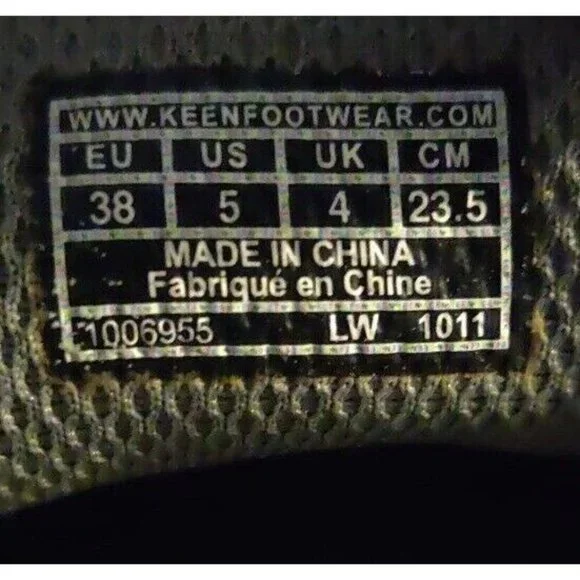 WWW.KEENFOOTWEAR.COM
EU US UK CM
38 5 4 23.5
MADE IN CHINA
Fabriqué en Chine
1006955 LW 1011